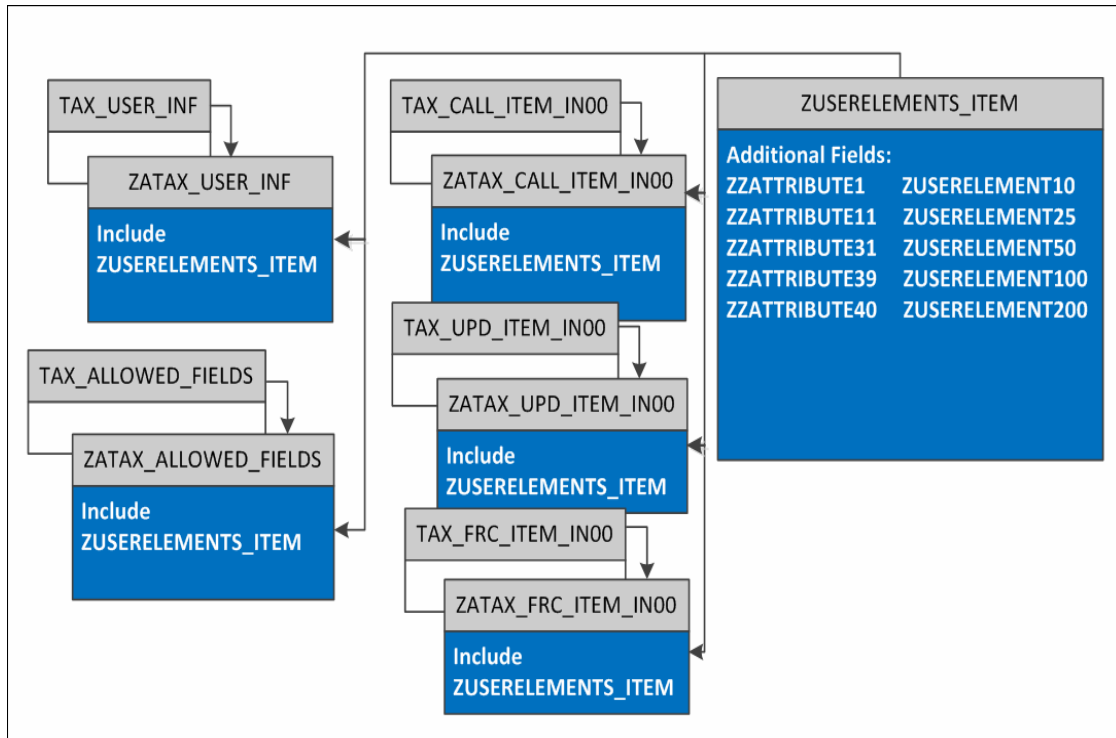 TAX_USER_INF
ZATAX_USER_INF
Include
ZUSERELEMENTS_ITEM
TAX_ALLOWED_FIELDS
ZATAX_ALLOWED_FIELDS
Include
ZUSERELEMENTS_ITEM
TAX_CALL_ITEM_IN00
ZATAX_CALL_ITEM_IN00
Include
ZUSERELEMENTS_ITEM
TAX_UPD_ITEM_IN00
ZATAX_UPD_ITEM_IN00
Include
ZUSERELEMENTS_ITEM
TAX_FRC_ITEM_IN00
ZATAX_FRC_ITEM_IN00
Include
ZUSERELEMENTS_ITEM
ZUSERELEMENTS_ITEM
Additional Fields:
ZZATTRIBUTE1 ZUSERELEMENT10
ZZATTRIBUTE11 ZUSERELEMENT25
ZZATTRIBUTE31 ZUSERELEMENT50
ZZATTRIBUTE39 ZUSERELEMENT100
ZZATTRIBUTE40 ZUSERELEMENT200